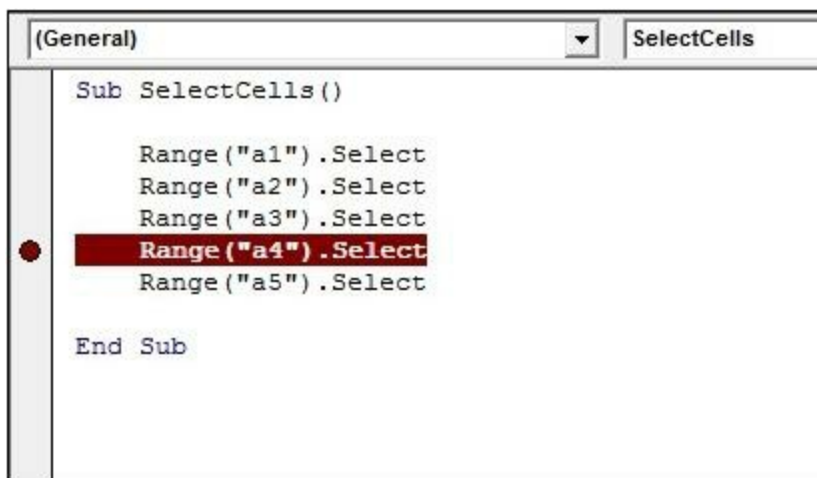 (General) SelectCells
Sub SelectCells()
Range("a1").Select
Range("a2").Select
Range("a3").Select
Range("a4").Select
Range("a5").Select
End Sub